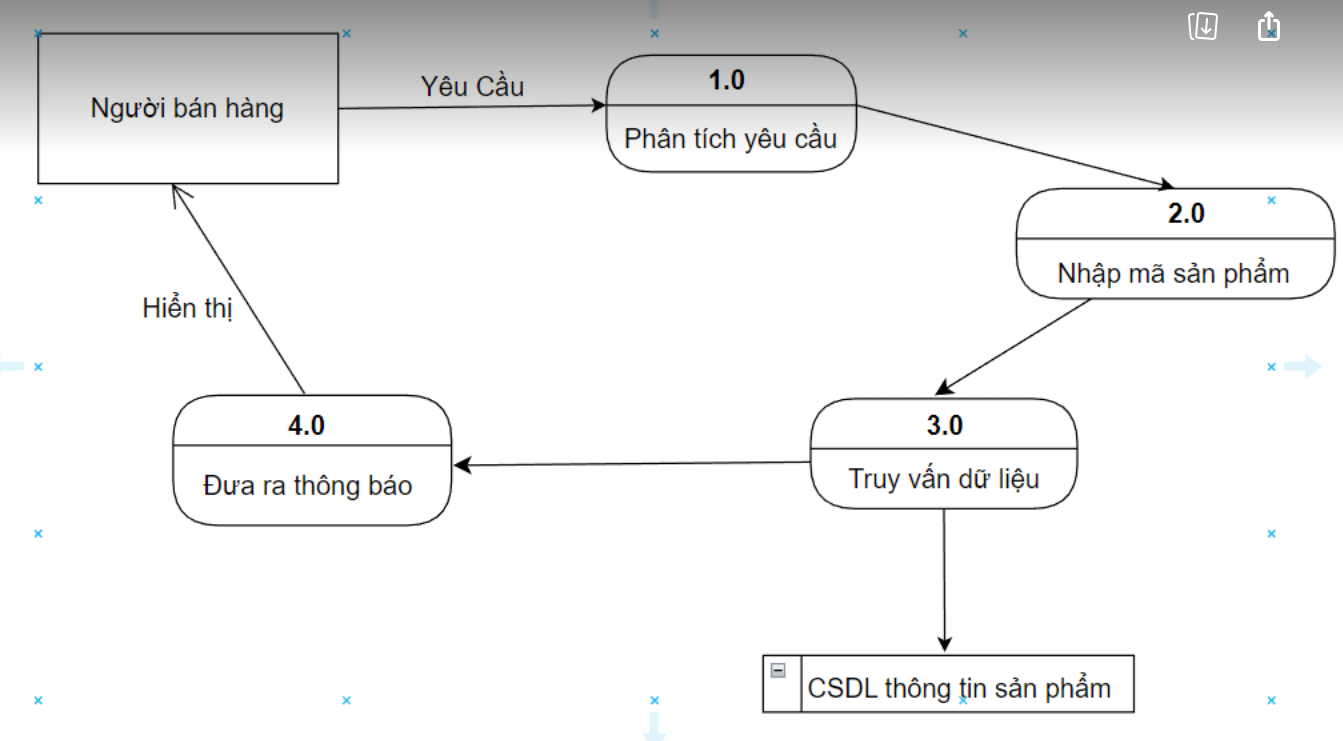 Người bán hàng
Yêu Cầu
1.0
Phân tích yêu cầu
2.0
Nhập mã sản phẩm
Hiển thị
4.0
Đưa ra thông báo
3.0
Truy vấn dữ liệu
CSDL thông tin sản phẩm